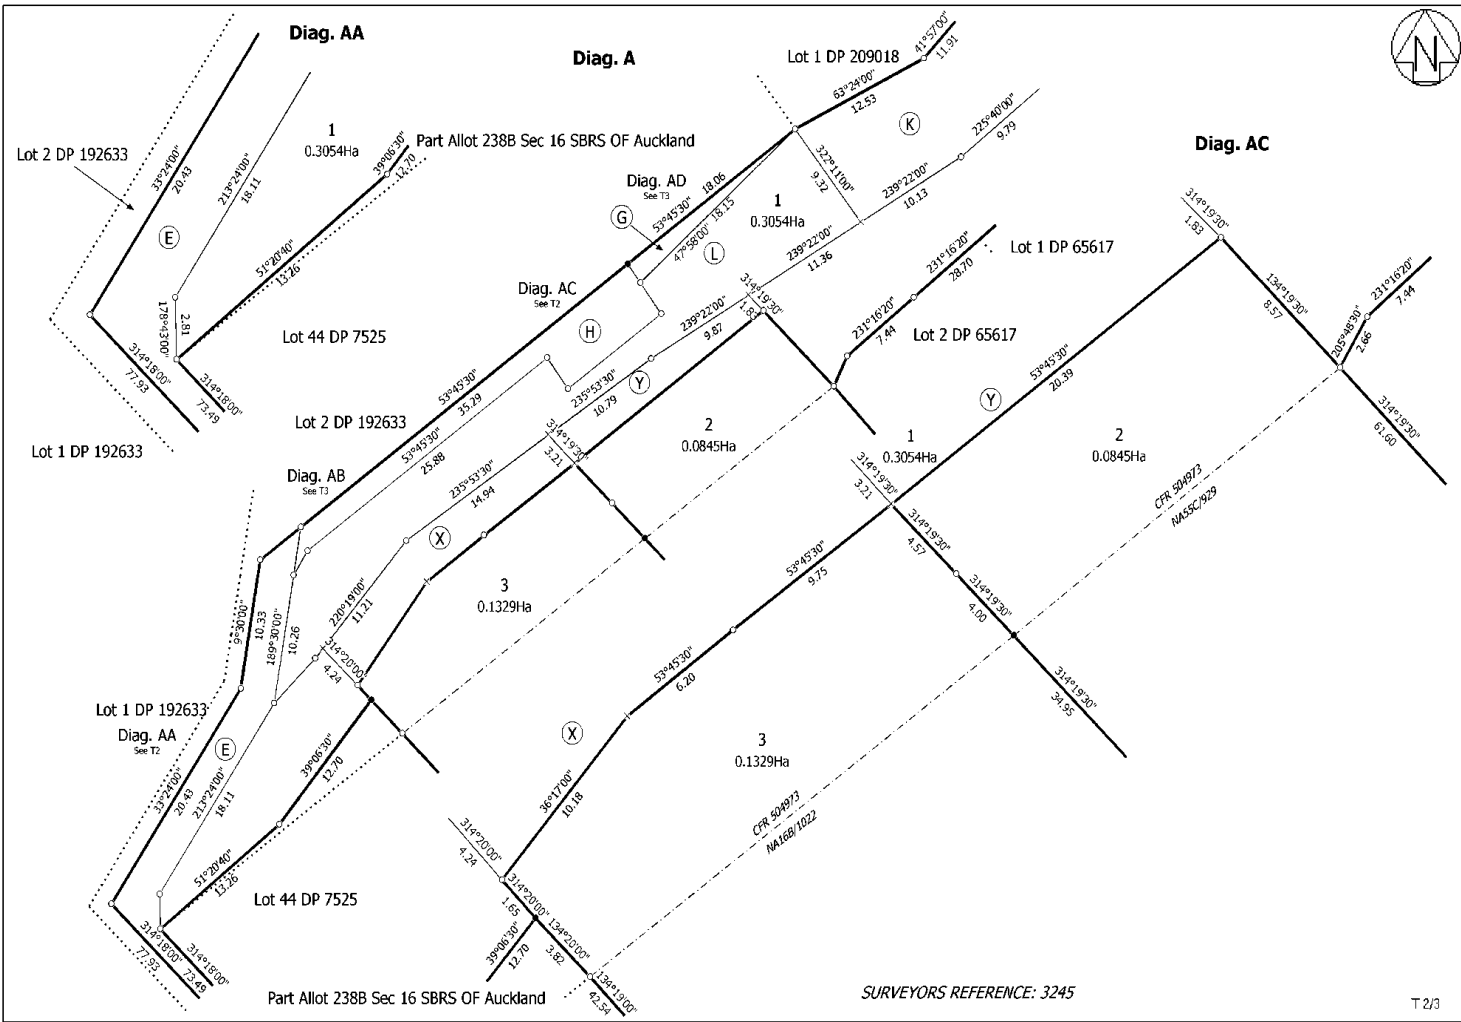 Diag. AA
Lot 2 DP 192633
33°24'00"
20.43
213°24'00"
18.11
1
0.3054Ha
39°06'30"
12.70
Part Allot 238B Sec 16 SBRS OF Auckland
E
51°20'40"
13.26
178°43'00"
2.81
Lot 44 DP 7525
314°18'00"
77.93
314°18'00"
73.49
Lot 1 DP 192633
Diag. A
Lot 1 DP 209018
41°57'00"
11.91
63°24'00"
12.53
K
225°40'00"
9.79
322°11'00"
9.32
239°22'00"
10.13
Diag. AD
See T3
53°45'30"
18.06
G
47°58'00"
18.15
1
0.3054Ha
L
239°22'00"
11.36
Diag. AC
See T2
H
314°19'30"
1.83
239°22'00"
9.87
231°16'20"
28.70
Lot 1 DP 65617
231°16'20"
7.44
Lot 2 DP 65617
53°45'30"
35.29
235°53'30"
10.79
Y
Lot 2 DP 192633
53°45'30"
25.88
2
0.0845Ha
314°19'30"
3.21
Diag. AB
See T3
235°53'30"
14.94
X
220°19'00"
11.21
3
0.1329Ha
9°30'00"
10.33
189°30'00"
10.26
314°20'00"
4.24
Lot 1 DP 192633
Diag. AA
See T2
E
33°24'00"
20.43
213°24'00"
18.11
39°06'30"
12.70
51°20'40"
13.26
Lot 44 DP 7525
314°18'00"
77.93
314°18'00"
73.49
Part Allot 238B Sec 16 SBRS OF Auckland
N
Diag. AC
314°19'30"
1.83
134°19'30"
8.57
231°16'20"
7.44
205°48'30"
2.66
53°45'30"
20.39
Y
314°19'30"
61.60
1
0.3054Ha
2
0.0845Ha
314°19'30"
3.21
CFR 504973
NA55C/929
314°19'30"
4.57
314°19'30"
4.00
53°45'30"
9.75
53°45'30"
6.20
314°19'30"
34.95
X
3
0.1329Ha
36°17'00"
10.18
CFR 504973
NA16B/1022
314°20'00"
4.24
314°20'00"
1.65
39°06'30"
12.70
134°20'00"
3.82
134°19'00"
42.54
SURVEYORS REFERENCE: 3245
T 2/3